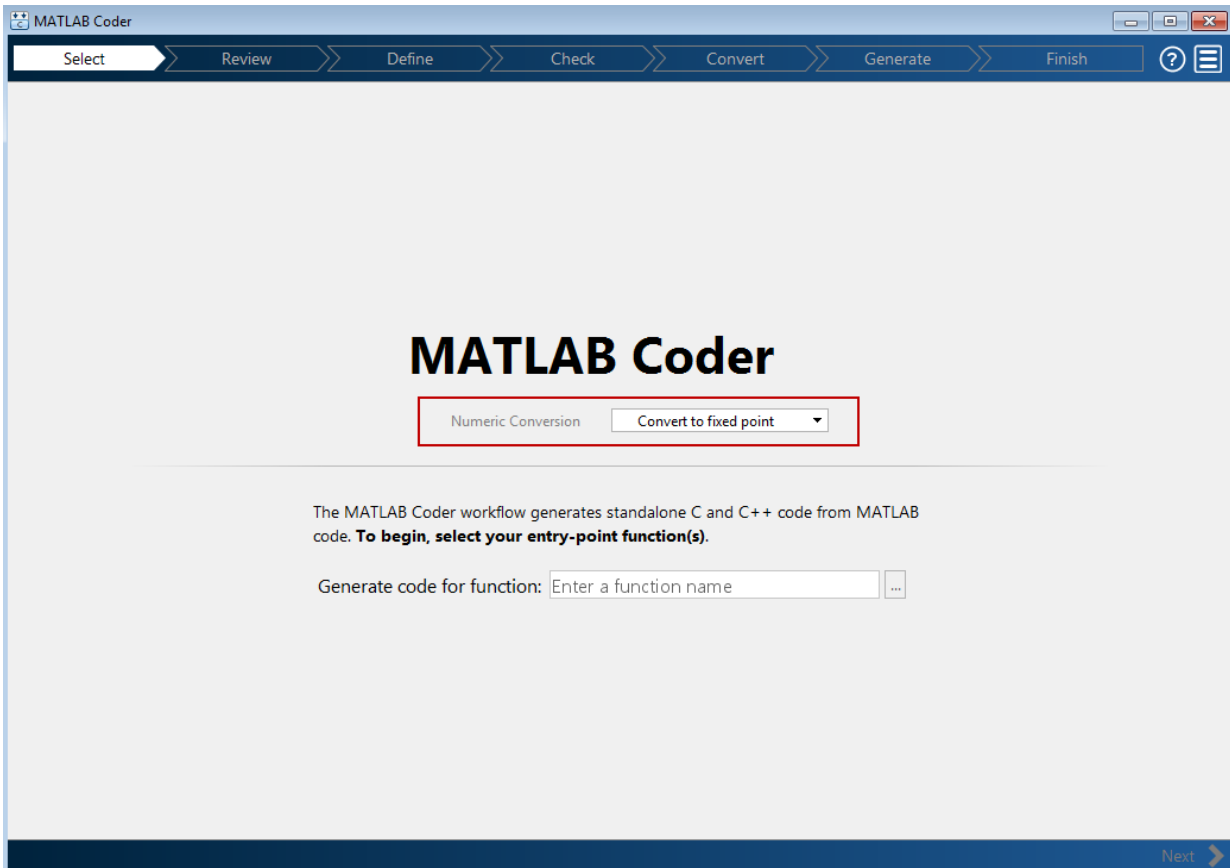 MATLAB Coder
Select Review Define Check Convert Generate Finish
MATLAB Coder
Numeric Conversion Convert to fixed point
The MATLAB Coder workflow generates standalone C and C++ code from MATLAB
code. To begin, select your entry-point function(s).
Generate code for function: Enter a function name ...
Next